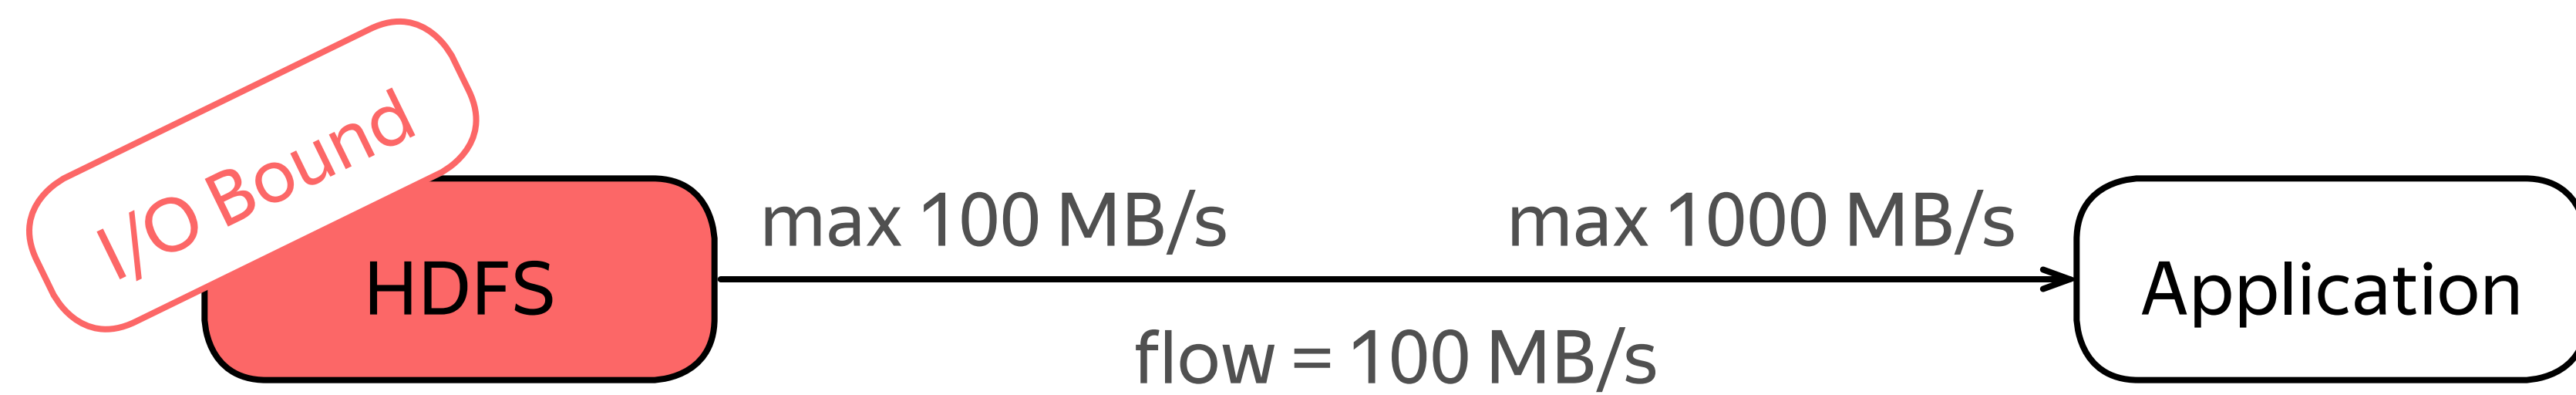 I/O Bound
HDFS
max 100 MB/s
max 1000 MB/s
flow = 100 MB/s
Application